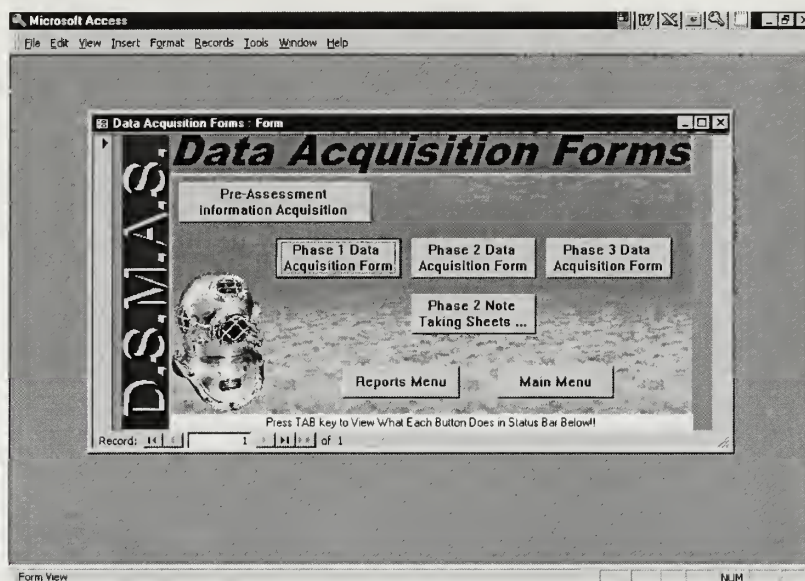 Microsoft Access
File Edit View Insert Format Records Tools Window Help
Data Acquisition Forms : Form
D.S.M.A.S.
Data Acquisition Forms
Pre-Assessment
Information Acquisition
Phase 1 Data
Acquisition Form
Phase 2 Data
Acquisition Form
Phase 3 Data
Acquisition Form
Phase 2 Note
Taking Sheets ...
Reports Menu
Main Menu
Press TAB key to View What Each Button Does in Status Bar Below!!
Record: 1 of 1
Form View NUM